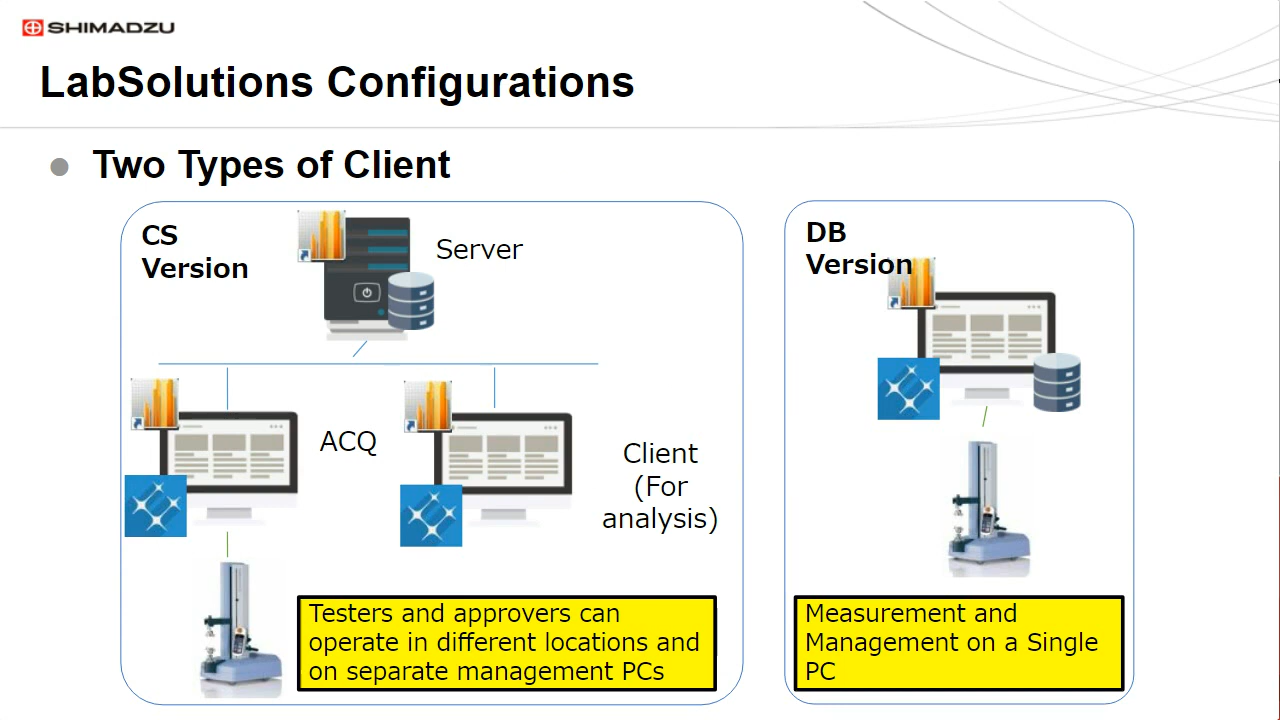 SHIMADZU
LabSolutions Configurations
Two Types of Client
CS
Version
Server
ACQ
Client
(For
analysis)
Testers and approvers can
operate in different locations and
on separate management PCs
DB
Version
Measurement and
Management on a Single
PC